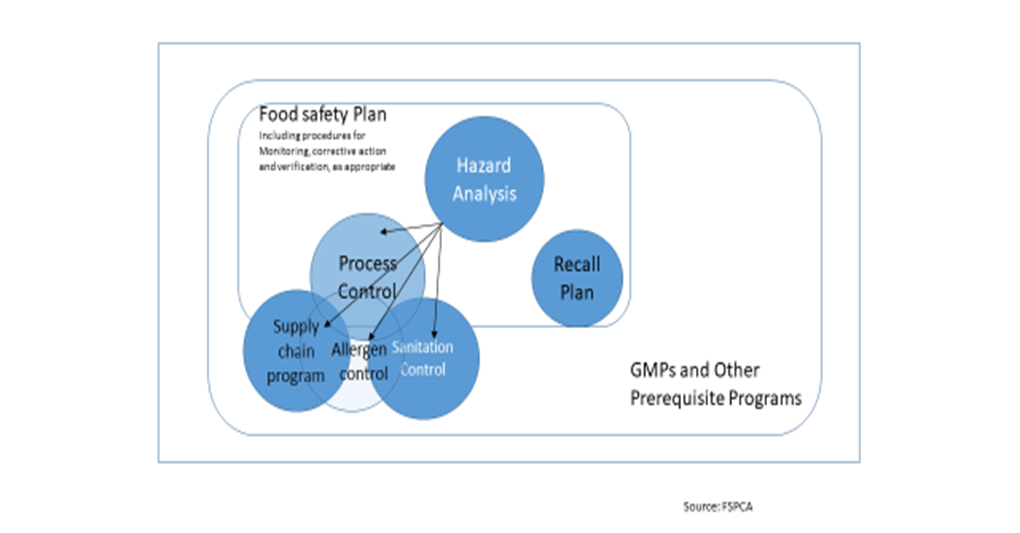 Food safety Plan
Including procedures for
Monitoring, corrective action
and verification, as appropriate
Hazard
Analysis
Process
Control
Recall
Plan
Supply
chain
program
Allergen
control
Sanitation
Control
GMPs and Other
Prerequisite Programs
Source: FSPCA